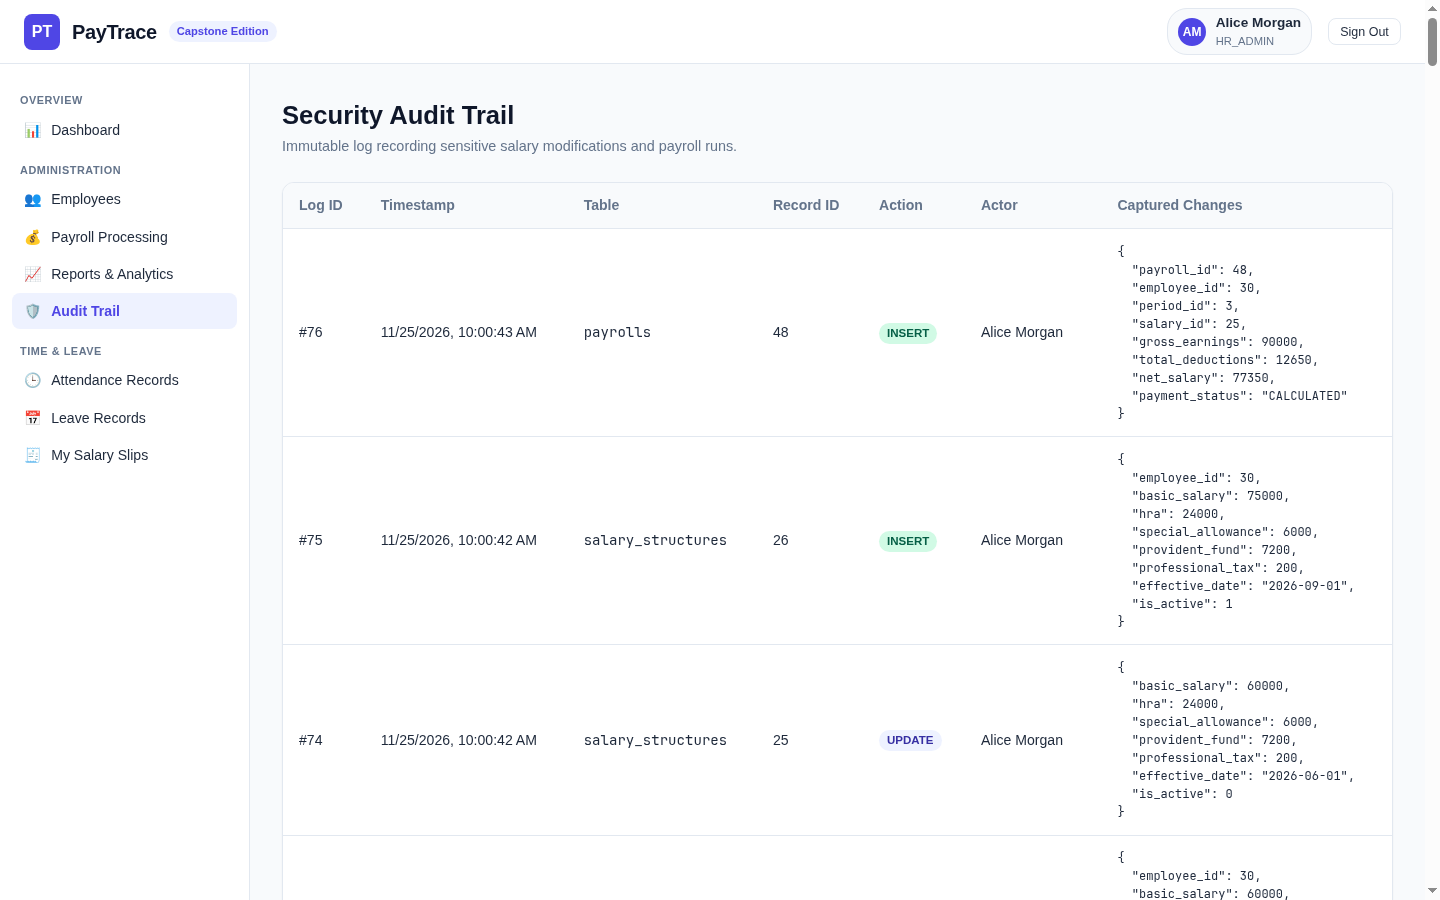 PT PayTrace Capstone Edition
AM Alice Morgan
HR_ADMIN
Sign Out
OVERVIEW
Dashboard
ADMINISTRATION
Employees
Payroll Processing
Reports & Analytics
Audit Trail
TIME & LEAVE
Attendance Records
Leave Records
My Salary Slips
Security Audit Trail
Immutable log recording sensitive salary modifications and payroll runs.
Log ID Timestamp Table Record ID Action Actor Captured Changes
#76 11/25/2026, 10:00:43 AM payrolls 48 INSERT Alice Morgan
{
"payroll_id": 48,
"employee_id": 30,
"period_id": 3,
"salary_id": 25,
"gross_earnings": 90000,
"total_deductions": 12650,
"net_salary": 77350,
"payment_status": "CALCULATED"
}
#75 11/25/2026, 10:00:42 AM salary_structures 26 INSERT Alice Morgan
{
"employee_id": 30,
"basic_salary": 75000,
"hra": 24000,
"special_allowance": 6000,
"provident_fund": 7200,
"professional_tax": 200,
"effective_date": "2026-09-01",
"is_active": 1
}
#74 11/25/2026, 10:00:42 AM salary_structures 25 UPDATE Alice Morgan
{
"basic_salary": 60000,
"hra": 24000,
"special_allowance": 6000,
"provident_fund": 7200,
"professional_tax": 200,
"effective_date": "2026-06-01",
"is_active": 0
}
{
"employee_id": 30,
"basic_salary": 60000,